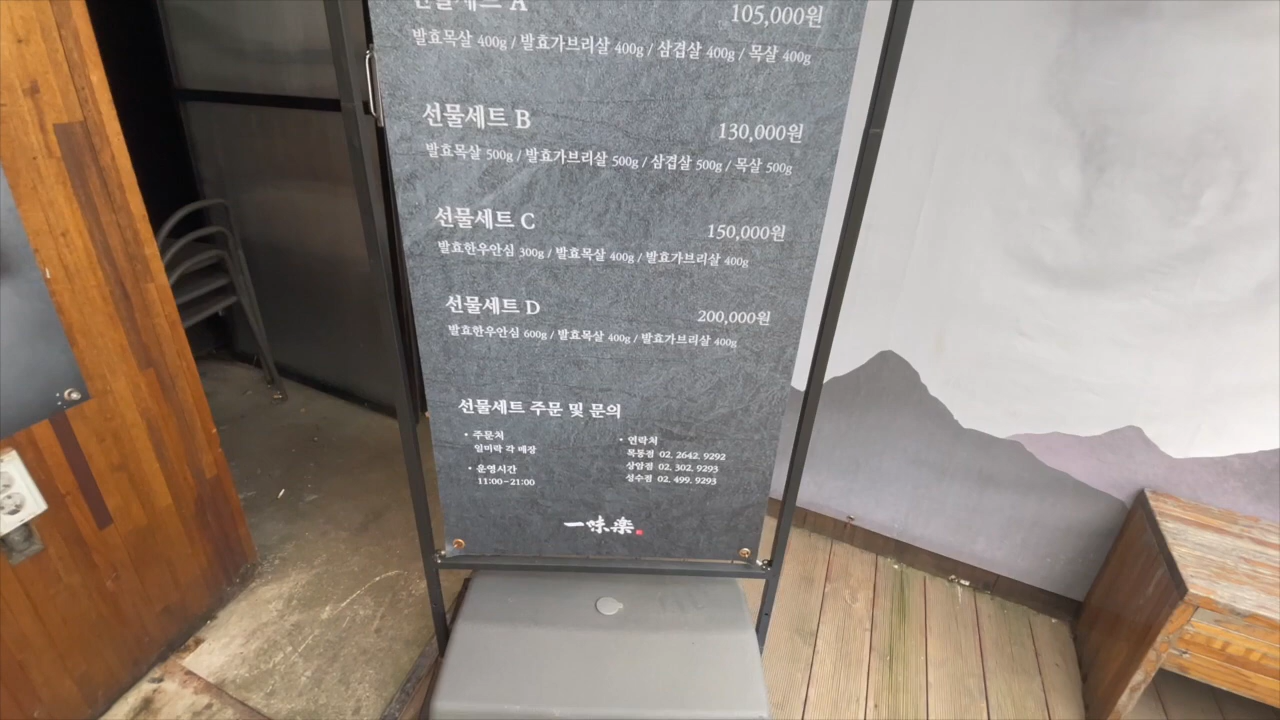 선물세트 A
105,000원
발효목살 400g / 발효가브리살 400g / 삼겹살 400g / 목살 400g
선물세트 B
130,000원
발효목살 500g / 발효가브리살 500g / 삼겹살 500g / 목살 500g
선물세트 C
150,000원
발효한우안심 300g / 발효목살 400g / 발효가브리살 400g
선물세트 D
200,000원
발효한우안심 600g / 발효목살 400g / 발효가브리살 400g
선물세트 주문 및 문의
• 주문처
일미락 각 매장
• 운영시간
11:00~21:00
• 연락처
목동점 02. 2642. 9292
상암점 02. 302. 9293
성수점 02. 499. 9293
一味楽